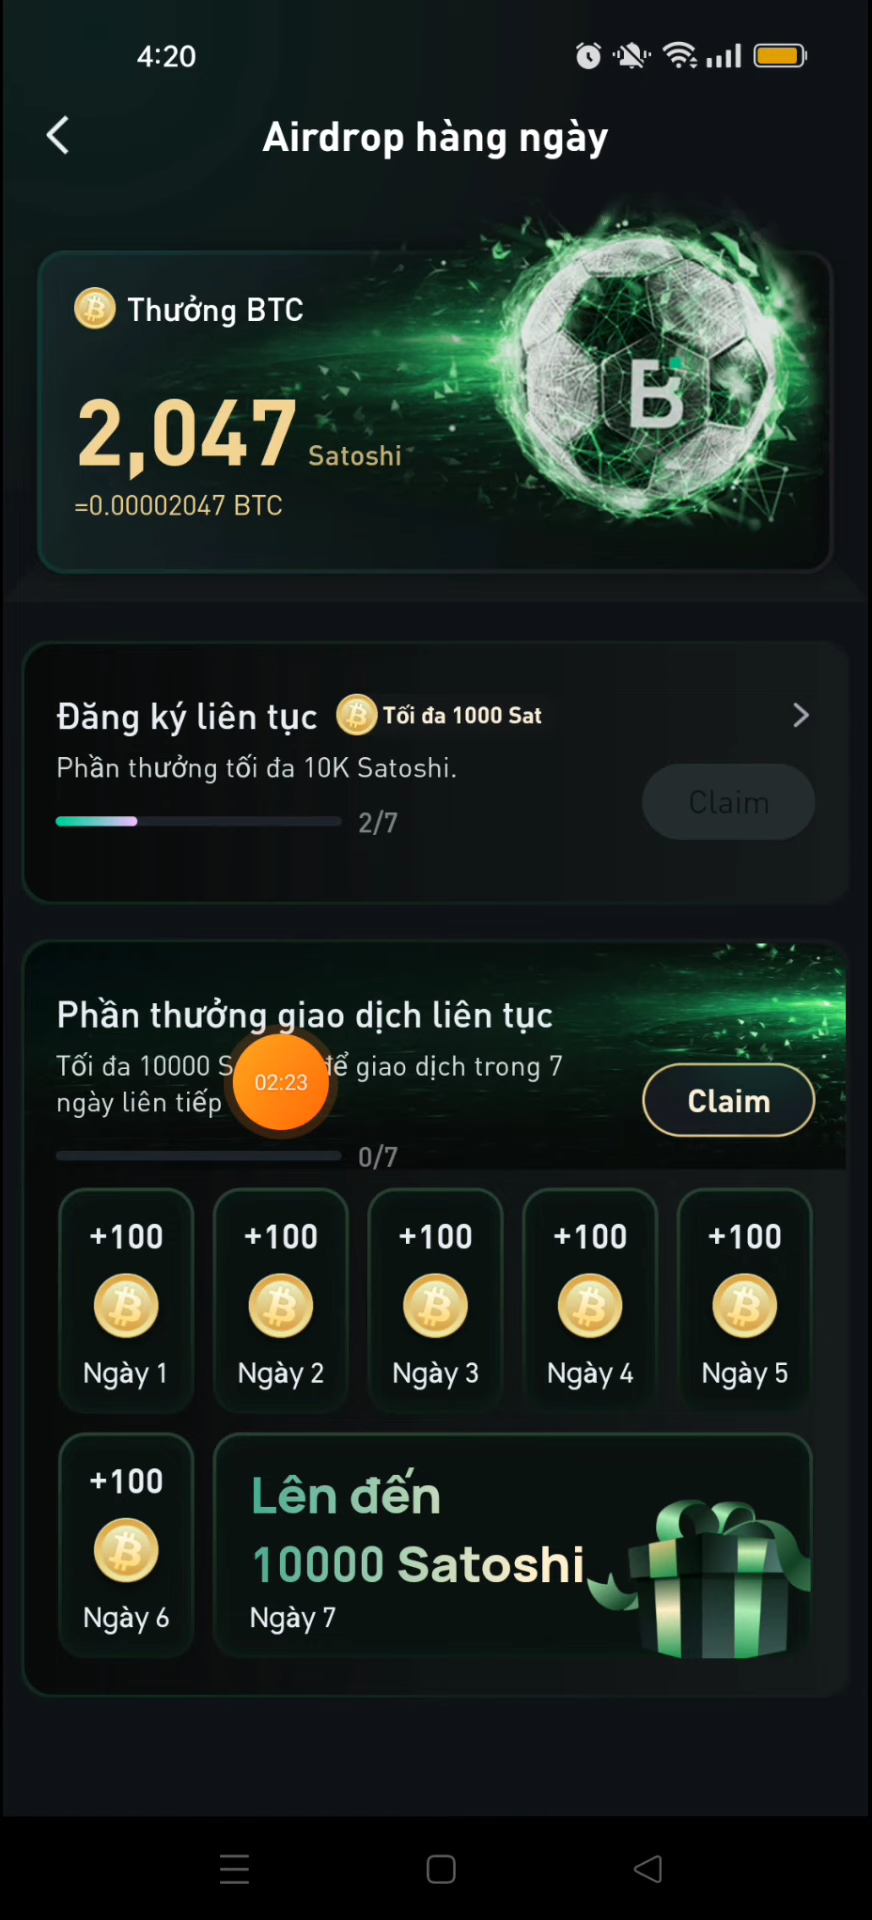 4:20
Airdrop hàng ngày
Thưởng BTC
2,047 Satoshi
=0.00002047 BTC
Đăng ký liên tục Tối đa 1000 Sat
Phần thưởng tối đa 10K Satoshi.
Claim
2/7
Phần thưởng giao dịch liên tục
Tối đa 10000 S để giao dịch trong 7
ngày liên tiếp
02:23
Claim
0/7
+100 +100 +100 +100 +100
Ngày 1 Ngày 2 Ngày 3 Ngày 4 Ngày 5
+100
Ngày 6
Lên đến
10000 Satoshi
Ngày 7